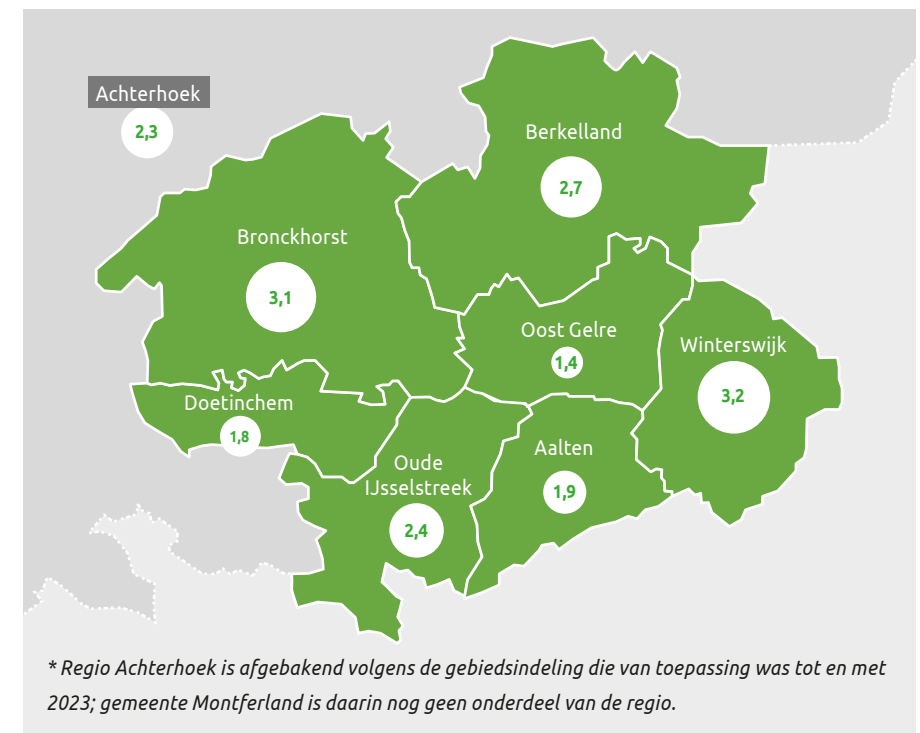 Achterhoek
2,3
Berkelland
2,7
Bronckhorst
3,1
Oost Gelre
1,4
Winterswijk
3,2
Doetinchem
1,8
Aalten
1,9
Oude
IJsselstreek
2,4
* Regio Achterhoek is afgebakend volgens de gebiedsindeling die van toepassing was tot en met
2023; gemeente Montferland is daarin nog geen onderdeel van de regio.